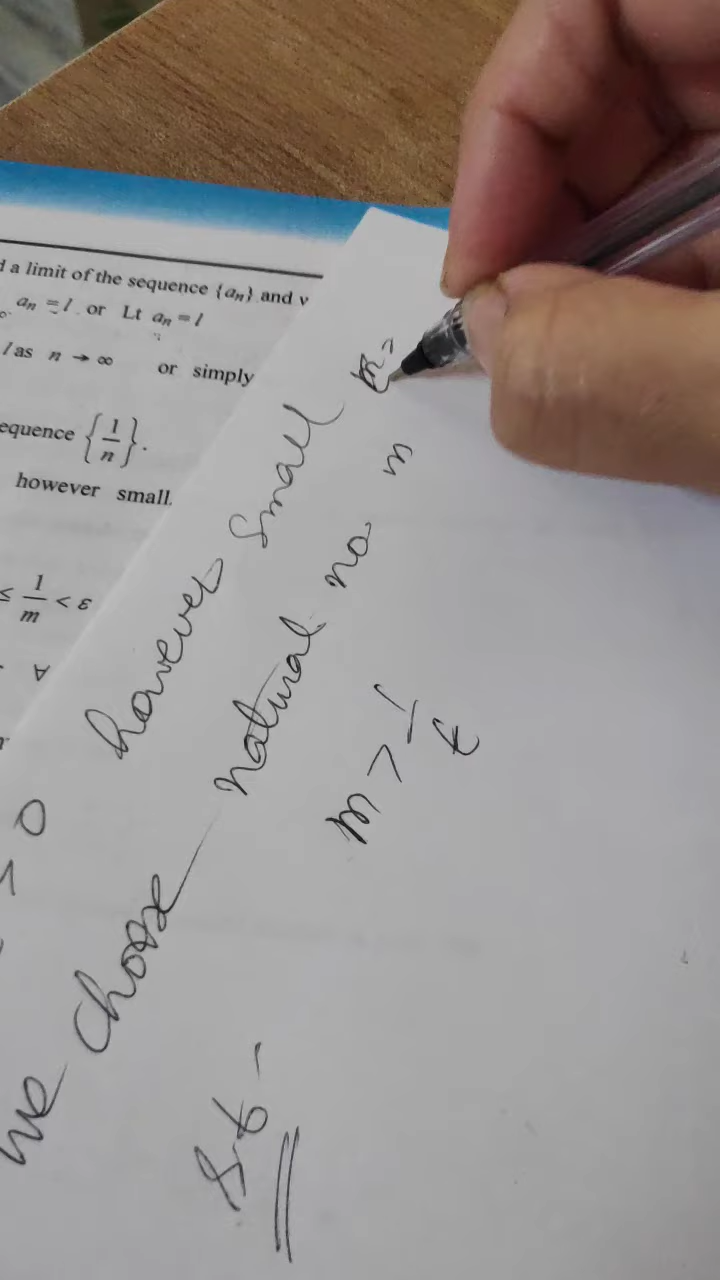 d a limit of the sequence {aₙ} and
aₙ = l or Lt aₙ = l
l as n → ∞ or simply
equence {1/n}.
however small.
≤ 1/m < ε
∀
> 0 however small
we choose natural no. m
s.t - m > 1/ε